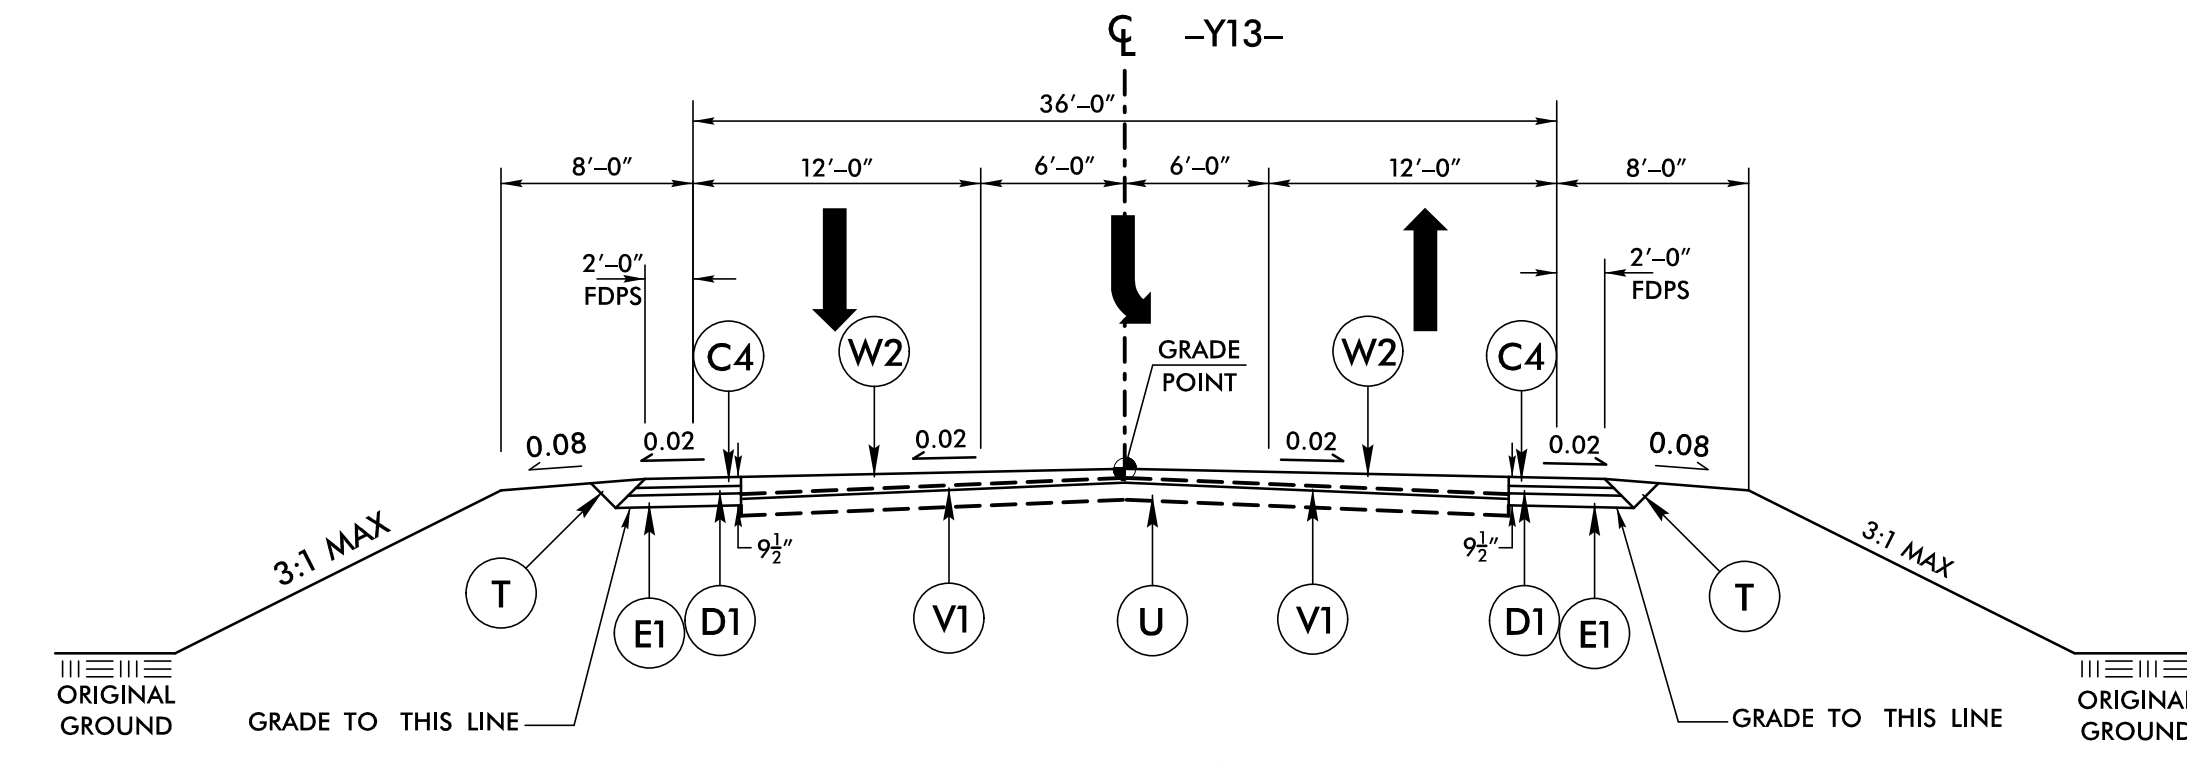 ℄ –Y13–
36'–0"
8'–0" 12'–0" 6'–0" 6'–0" 12'–0" 8'–0"
2'–0" 2'–0"
FDPS FDPS
C4 W2 GRADE W2 C4
POINT
0.08 0.02 0.02 0.02 0.02 0.08
3:1 MAX 3:1 MAX
9½" 9½"
T E1 D1 V1 U V1 D1 E1 T
ORIGINAL ORIGINAL
GROUND GROUND
GRADE TO THIS LINE GRADE TO THIS LINE